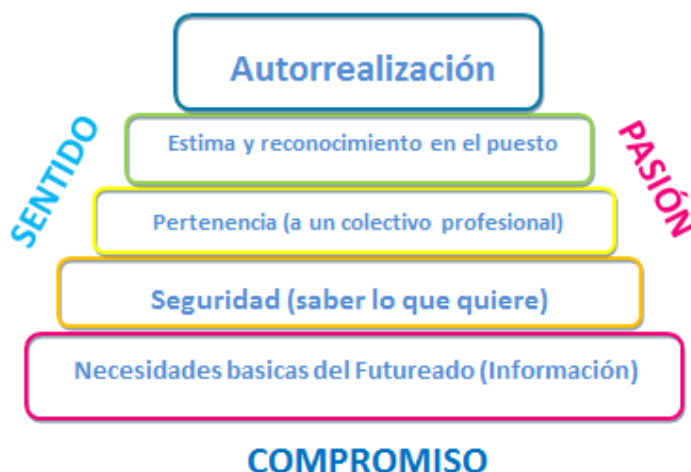 Autorrealización
Estima y reconocimiento en el puesto
SENTIDO
PASIÓN
Pertenencia (a un colectivo profesional)
Seguridad (saber lo que quiere)
Necesidades basicas del Futureado (Información)
COMPROMISO